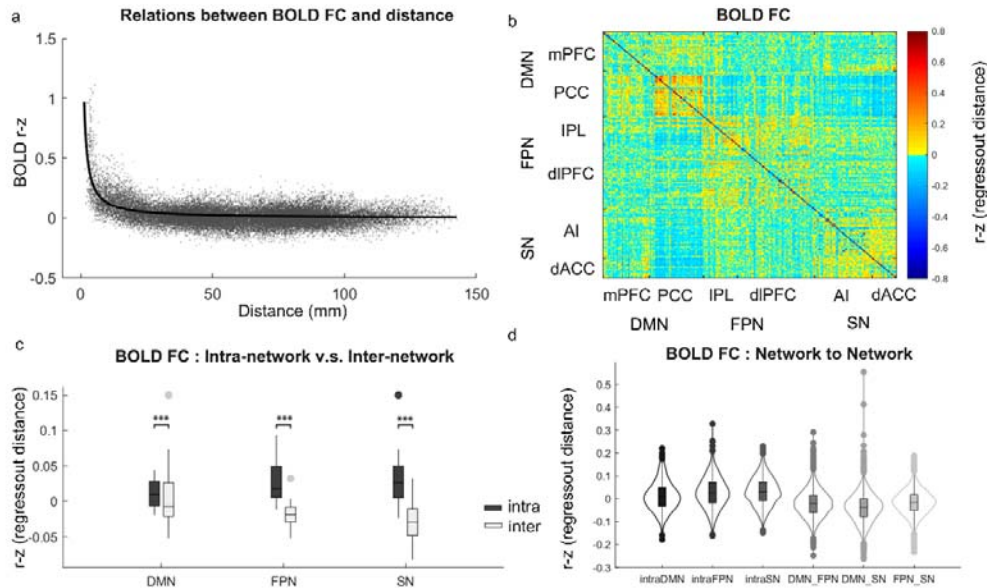 a
Relations between BOLD FC and distance
1.5
1
0.5
0
-0.5
BOLD r-z
0
50
100
150
Distance (mm)
b
BOLD FC
DMN
FPN
SN
mPFC
PCC
IPL
dlPFC
AI
dACC
mPFC PCC IPL dlPFC AI dACC
DMN FPN SN
0.8
0.6
0.4
0.2
0
-0.2
-0.4
-0.6
-0.8
r-z (regressout distance)
c
BOLD FC : Intra-network v.s. Inter-network
0.15
0.1
0.05
0
-0.05
r-z (regressout distance)
*** *** ***
DMN FPN SN
intra
inter
d
BOLD FC : Network to Network
0.5
0.4
0.3
0.2
0.1
0
-0.1
-0.2
-0.3
r-z (regressout distance)
intraDMN intraFPN intraSN DMN_FPN DMN_SN FPN_SN